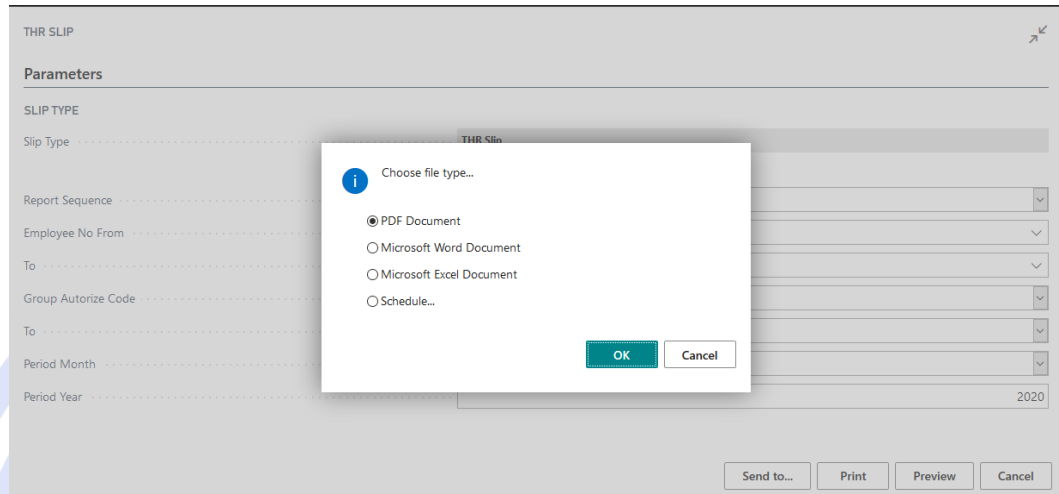 THR SLIP
Parameters
SLIP TYPE
Slip Type
THR Slip
Choose file type...
PDF Document
Microsoft Word Document
Microsoft Excel Document
Schedule...
OK Cancel
Report Sequence
Employee No From
To
Group Autorize Code
To
Period Month
Period Year 2020
Send to... Print Preview Cancel